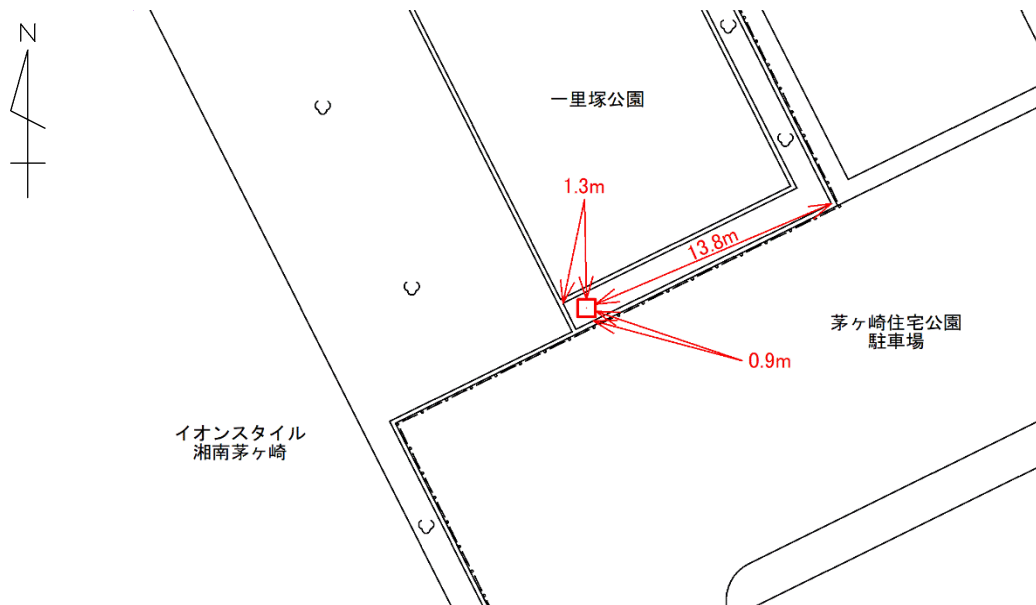 N
一里塚公園
1.3m
13.8m
茅ヶ崎住宅公園
駐車場
0.9m
イオンスタイル
湘南茅ヶ崎